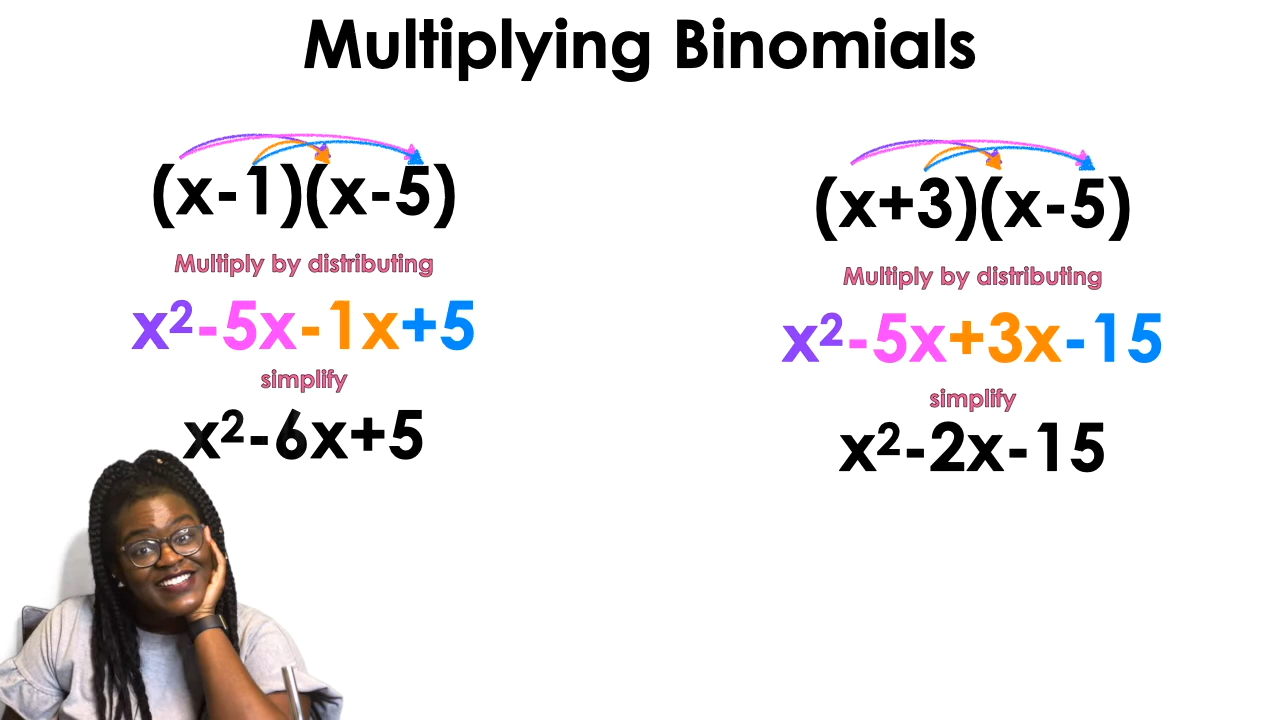 Multiplying Binomials
(x-1)(x-5)
Multiply by distributing
x²-5x-1x+5
simplify
x²-6x+5
(x+3)(x-5)
Multiply by distributing
x²-5x+3x-15
simplify
x²-2x-15